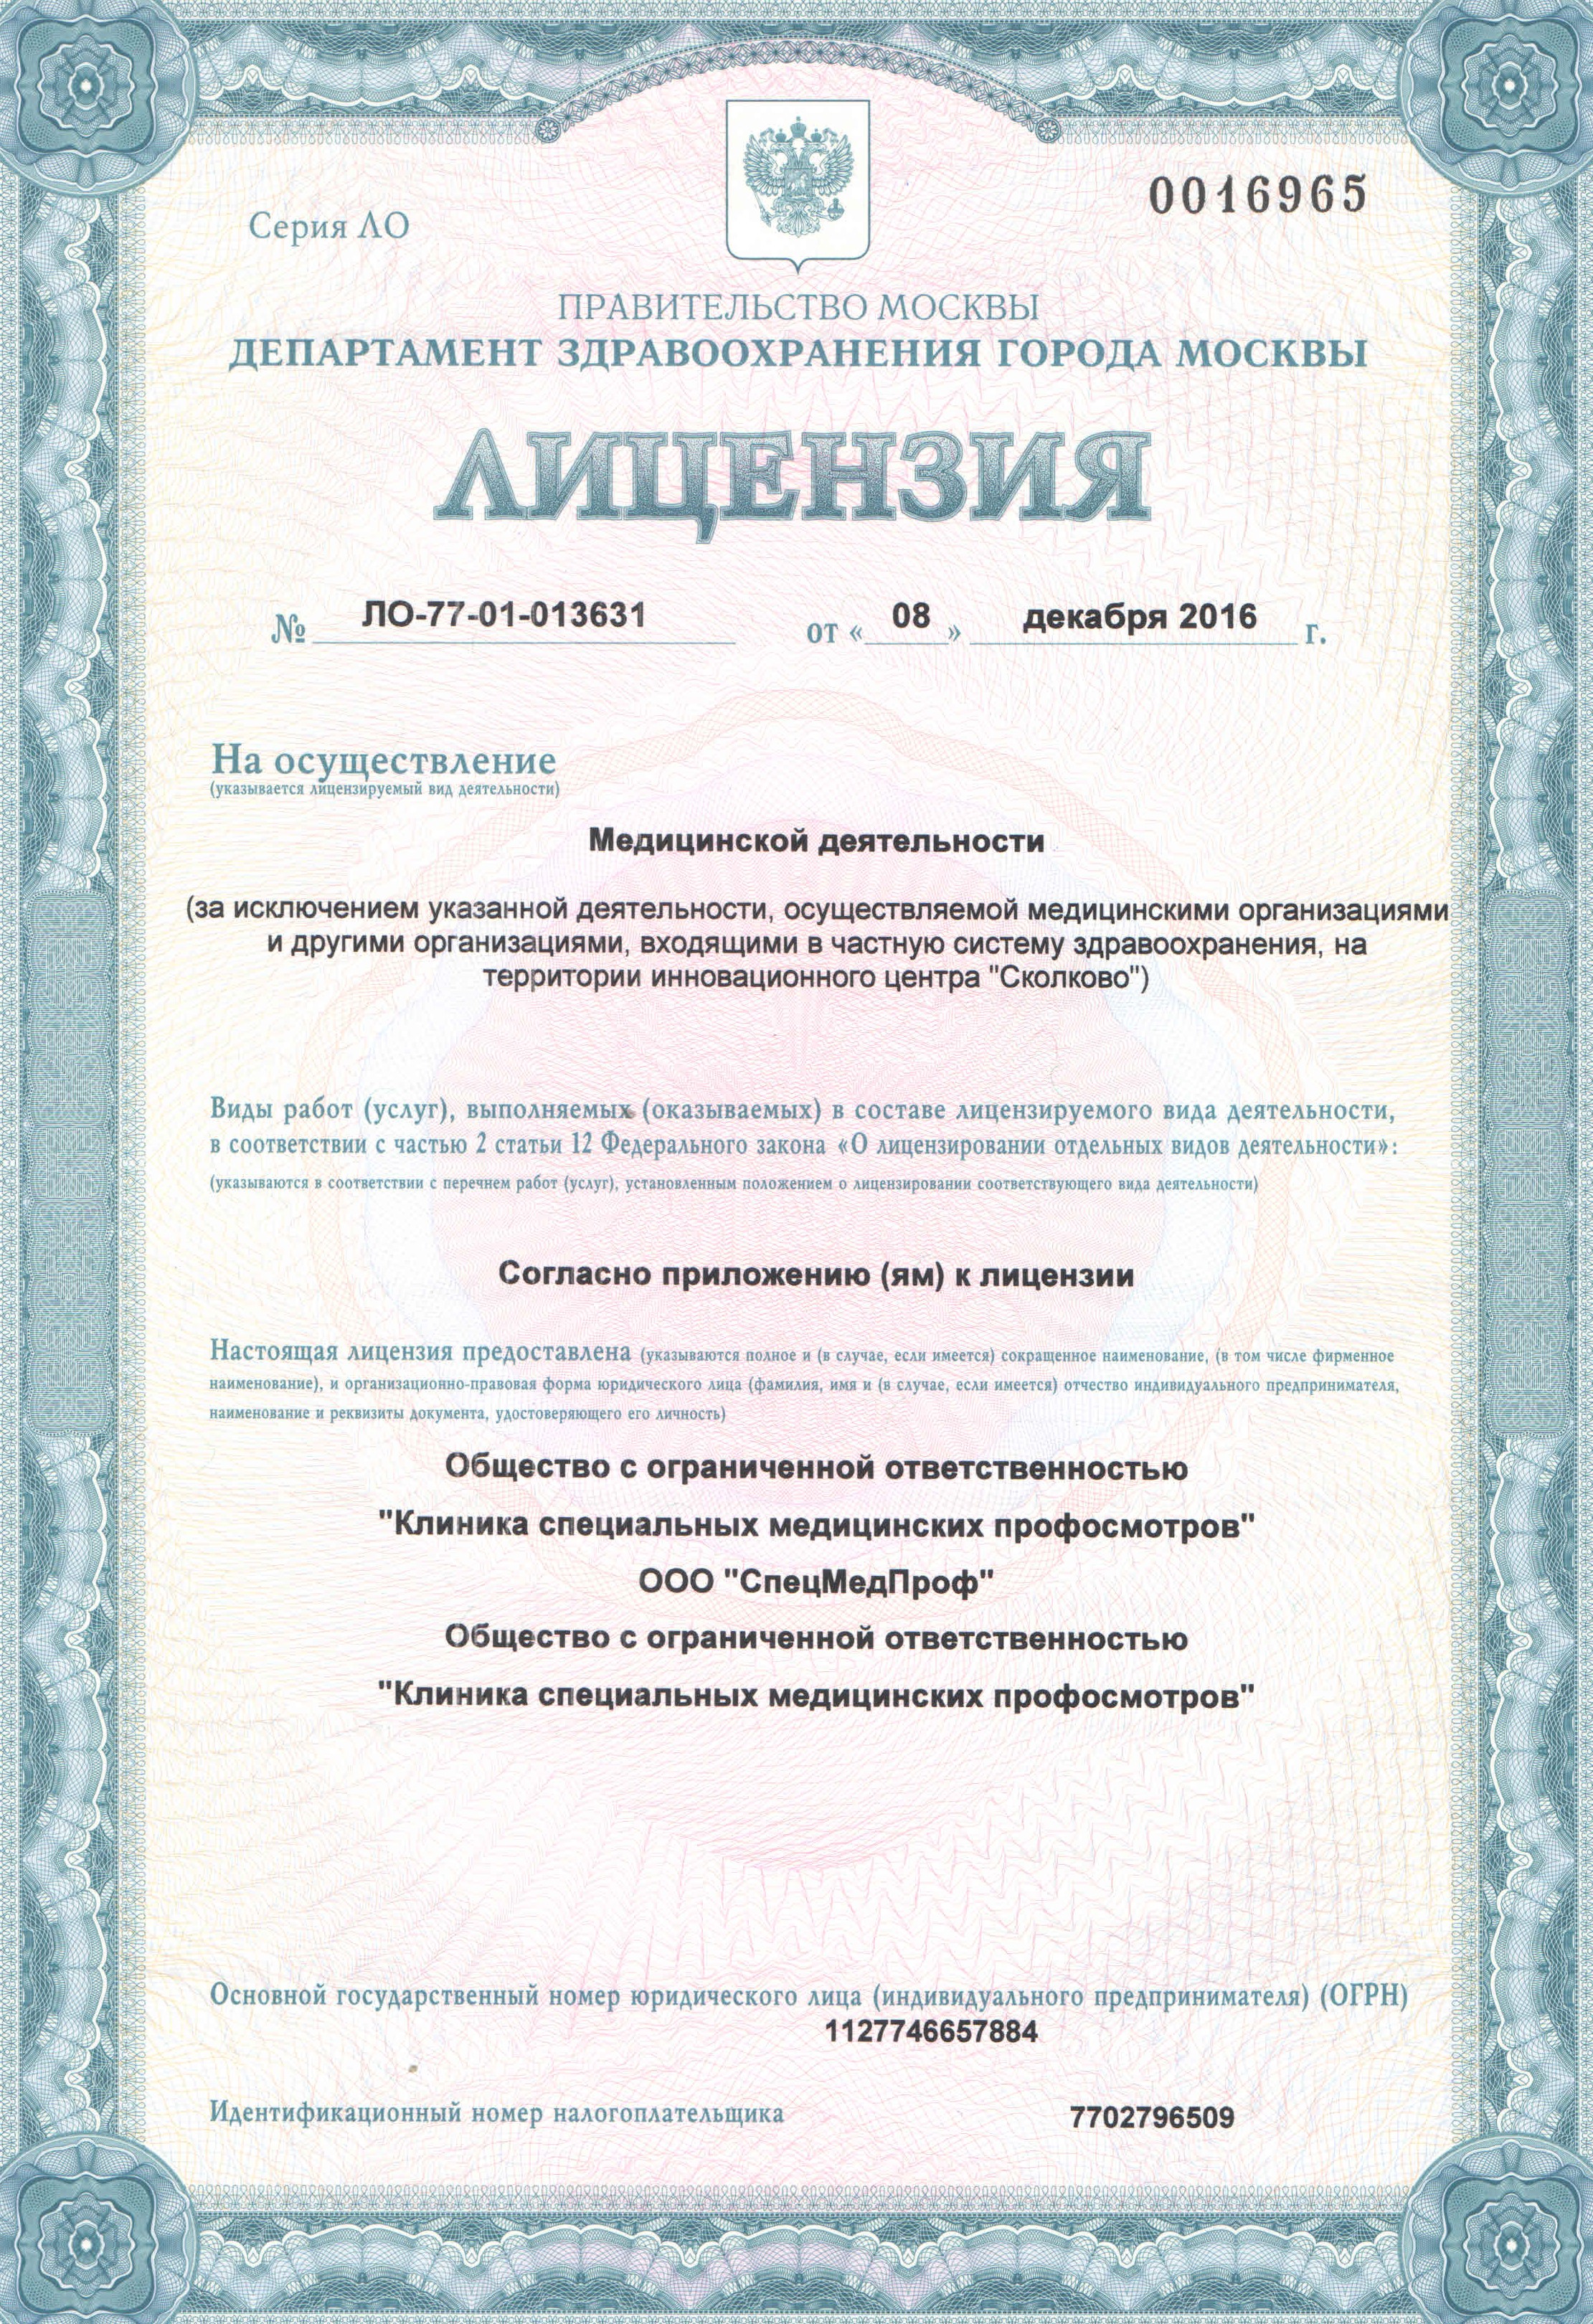 Серия ЛО
0016965
ПРАВИТЕЛЬСТВО МОСКВЫ
ДЕПАРТАМЕНТ ЗДРАВООХРАНЕНИЯ ГОРОДА МОСКВЫ
ЛИЦЕНЗИЯ
№ ЛО-77-01-013631 от « 08 » декабря 2016 г.
На осуществление
(указывается лицензируемый вид деятельности)
Медицинской деятельности
(за исключением указанной деятельности, осуществляемой медицинскими организациями
и другими организациями, входящими в частную систему здравоохранения, на
территории инновационного центра "Сколково")
Виды работ (услуг), выполняемых (оказываемых) в составе лицензируемого вида деятельности,
в соответствии с частью 2 статьи 12 Федерального закона «О лицензировании отдельных видов деятельности»:
(указываются в соответствии с перечнем работ (услуг), установленным положением о лицензировании соответствующего вида деятельности)
Согласно приложению (ям) к лицензии
Настоящая лицензия предоставлена (указываются полное и (в случае, если имеется) сокращенное наименование, (в том числе фирменное
наименование), и организационно-правовая форма юридического лица (фамилия, имя и (в случае, если имеется) отчество индивидуального предпринимателя,
наименование и реквизиты документа, удостоверяющего его личность)
Общество с ограниченной ответственностью
"Клиника специальных медицинских профосмотров"
ООО "СпецМедПроф"
Общество с ограниченной ответственностью
"Клиника специальных медицинских профосмотров"
Основной государственный номер юридического лица (индивидуального предпринимателя) (ОГРН)
1127746657884
Идентификационный номер налогоплательщика 7702796509